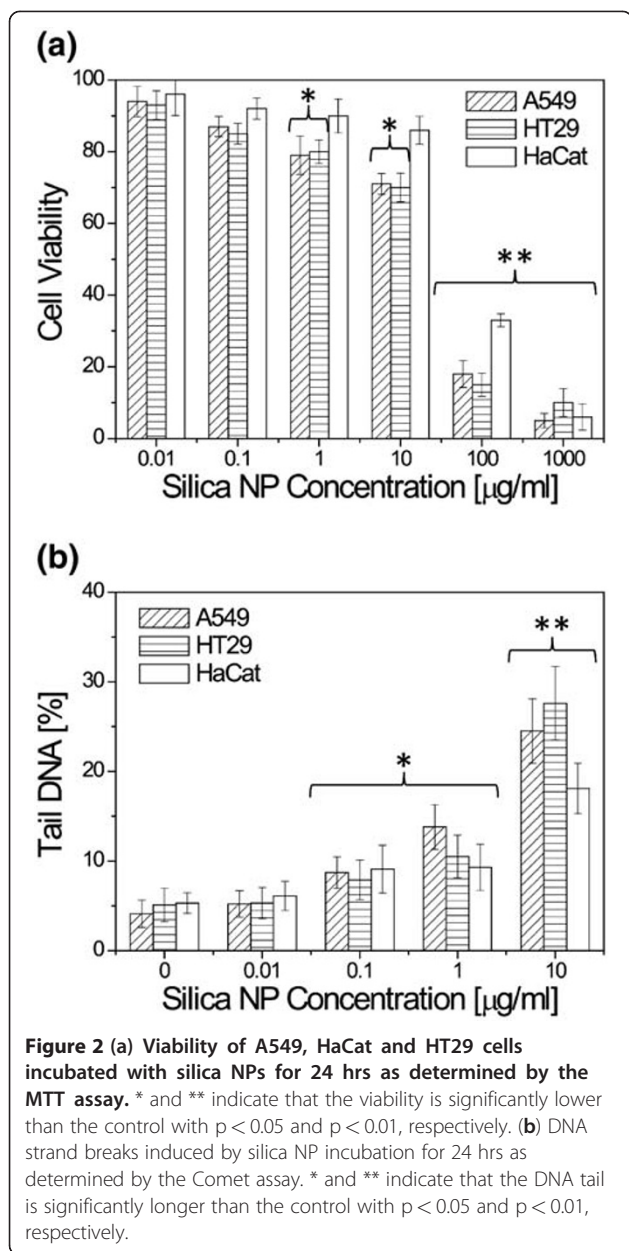 (a)
100
80
60
40
20
0
Cell Viability
*
*
**
A549
HT29
HaCat
0.01 0.1 1 10 100 1000
Silica NP Concentration [μg/ml]
(b)
40
30
20
10
0
Tail DNA [%]
A549
HT29
HaCat
*
**
0 0.01 0.1 1 10
Silica NP Concentration [μg/ml]
Figure 2 (a) Viability of A549, HaCat and HT29 cells
incubated with silica NPs for 24 hrs as determined by the
MTT assay. * and ** indicate that the viability is significantly lower
than the control with p < 0.05 and p < 0.01, respectively. (b) DNA
strand breaks induced by silica NP incubation for 24 hrs as
determined by the Comet assay. * and ** indicate that the DNA tail
is significantly longer than the control with p < 0.05 and p < 0.01,
respectively.